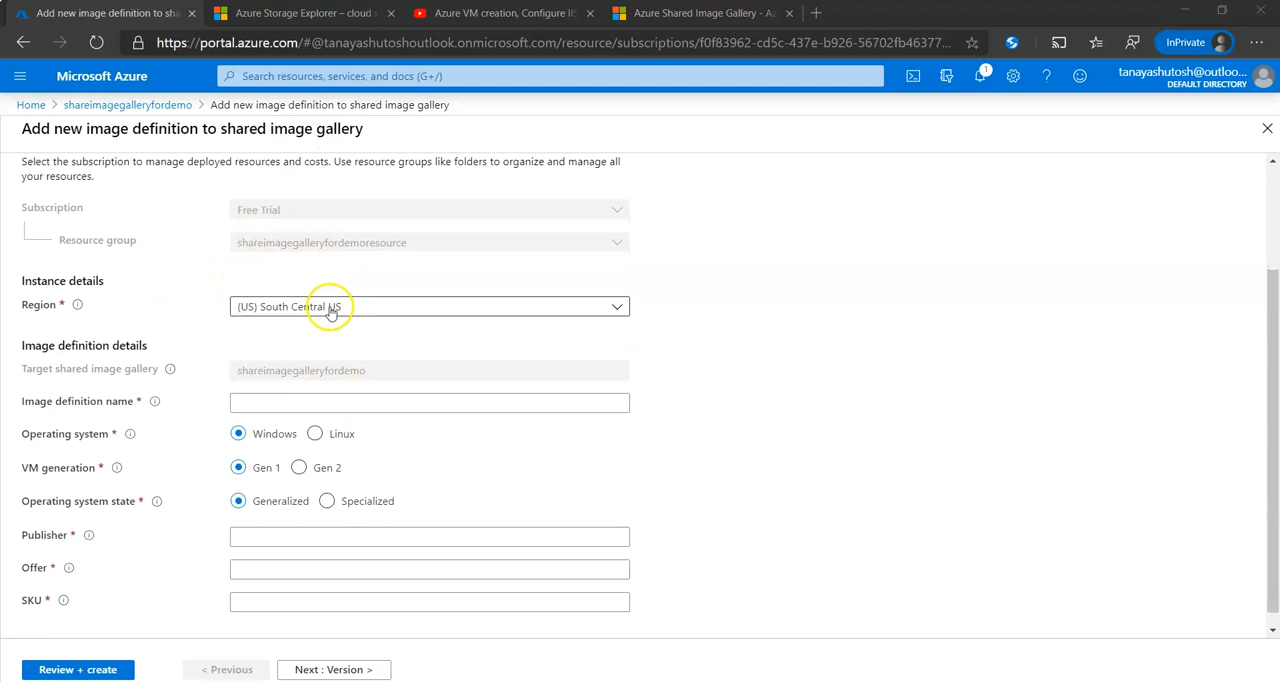 Add new image definition to sha
Azure Storage Explorer – cloud s
Azure VM creation, Configure IIS
Azure Shared Image Gallery - Az
https://portal.azure.com/#@tanayashutoshoutlook.onmicrosoft.com/resource/subscriptions/f0f83962-cd5c-437e-b926-56702fb46377...
InPrivate
Microsoft Azure
Search resources, services, and docs (G+/)
1
tanayashutosh@outloo...
DEFAULT DIRECTORY
Home > shareimagegalleryfordemo > Add new image definition to shared image gallery
Add new image definition to shared image gallery
Select the subscription to manage deployed resources and costs. Use resource groups like folders to organize and manage all
your resources.
Subscription
Free Trial
Resource group
shareimagegalleryfordemoresource
Instance details
Region *
(US) South Central US
Image definition details
Target shared image gallery
shareimagegalleryfordemo
Image definition name *
Operating system *
Windows Linux
VM generation *
Gen 1 Gen 2
Operating system state *
Generalized Specialized
Publisher *
Offer *
SKU *
Review + create
< Previous
Next : Version >